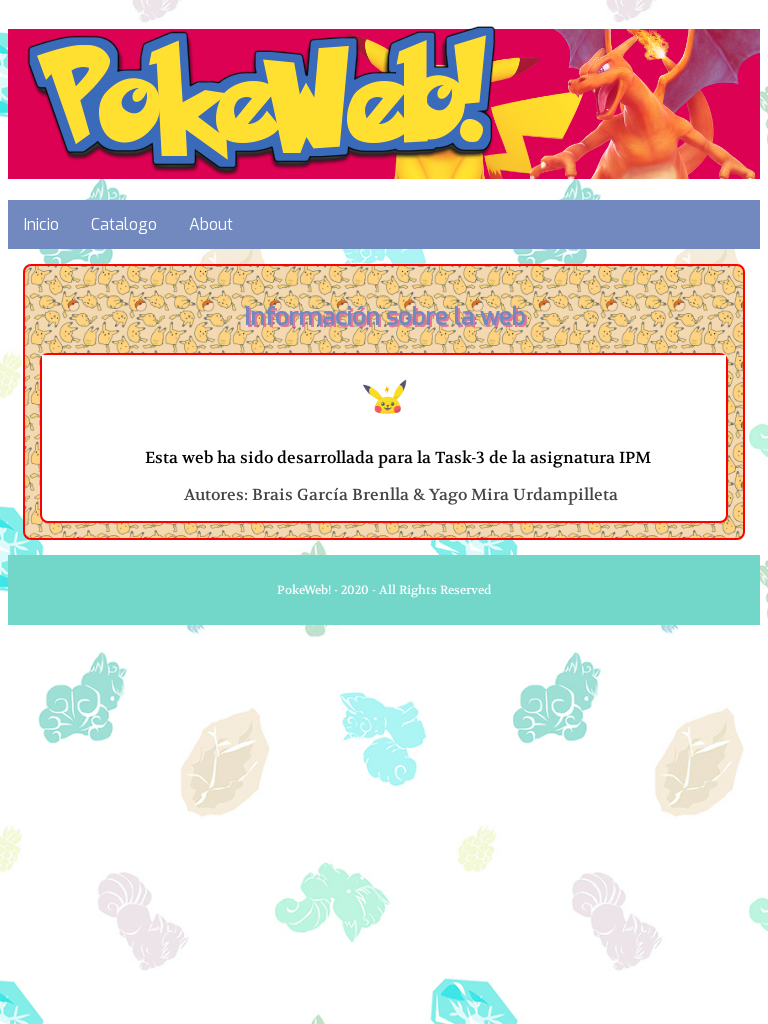 PokeWeb!
Inicio Catalogo About
Información sobre la web
Esta web ha sido desarrollada para la Task-3 de la asignatura IPM
Autores: Brais García Brenlla & Yago Mira Urdampilleta
PokeWeb! · 2020 - All Rights Reserved